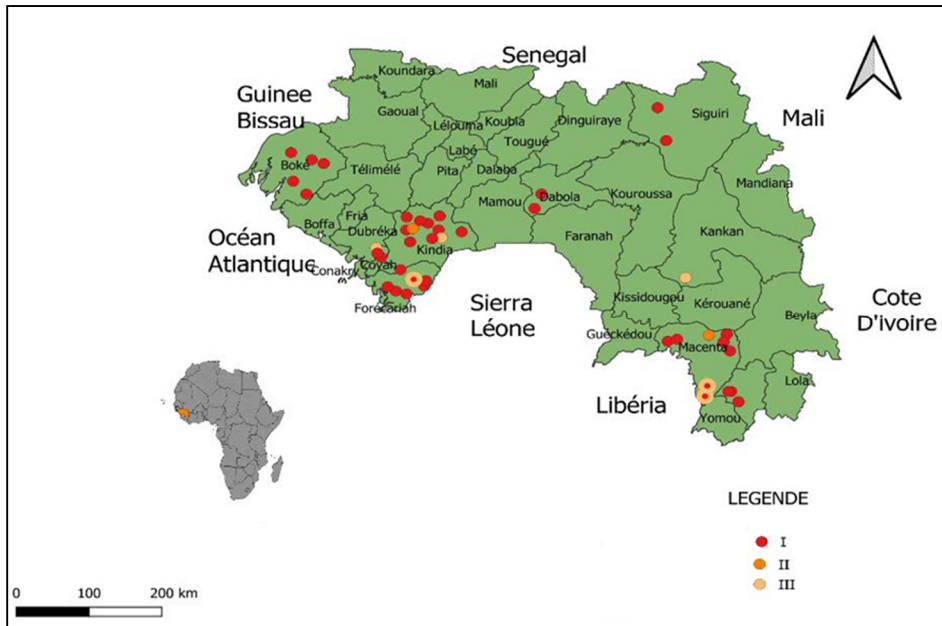 Senegal
Koundara
Mali
Guinee
Bissau
Gaoual
Lélouma
Koubia
Dinguiraye
Siguiri
Mali
Tougué
Labé
Boké
Télimélé
Pita
Dalaba
Mandiana
Mamou
Dabola
Kouroussa
Fria
Boffa
Dubréka
Kankan
Faranah
Océan
Atlantique
Kindia
Conakry
Coyah
Forécariah
Sierra
Léone
Kissidougou
Kérouané
Cote
D'ivoire
Beyla
Guéckédou
Macenta
Lola
Libéria
Yomou
LEGENDE
I
II
III
0 100 200 km